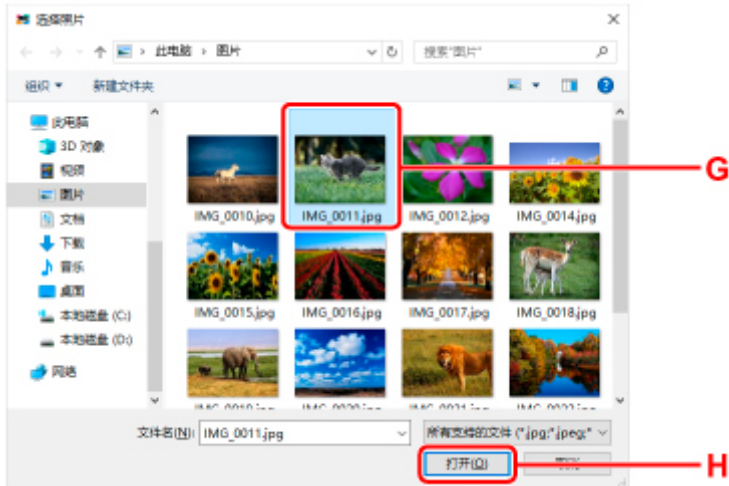 选择照片
此电脑 › 图片
搜索"图片"
组织
新建文件夹
此电脑
3D 对象
视频
图片
文档
下载
音乐
桌面
本地磁盘 (C:)
本地磁盘 (D:)
网络
IMG_0010.jpg IMG_0011.jpg IMG_0012.jpg IMG_0014.jpg
G
IMG_0015.jpg IMG_0016.jpg IMG_0017.jpg IMG_0018.jpg
文件名(N): IMG_0011.jpg
所有支持的文件 (*.jpg;*.jpeg;*
打开(O)
H